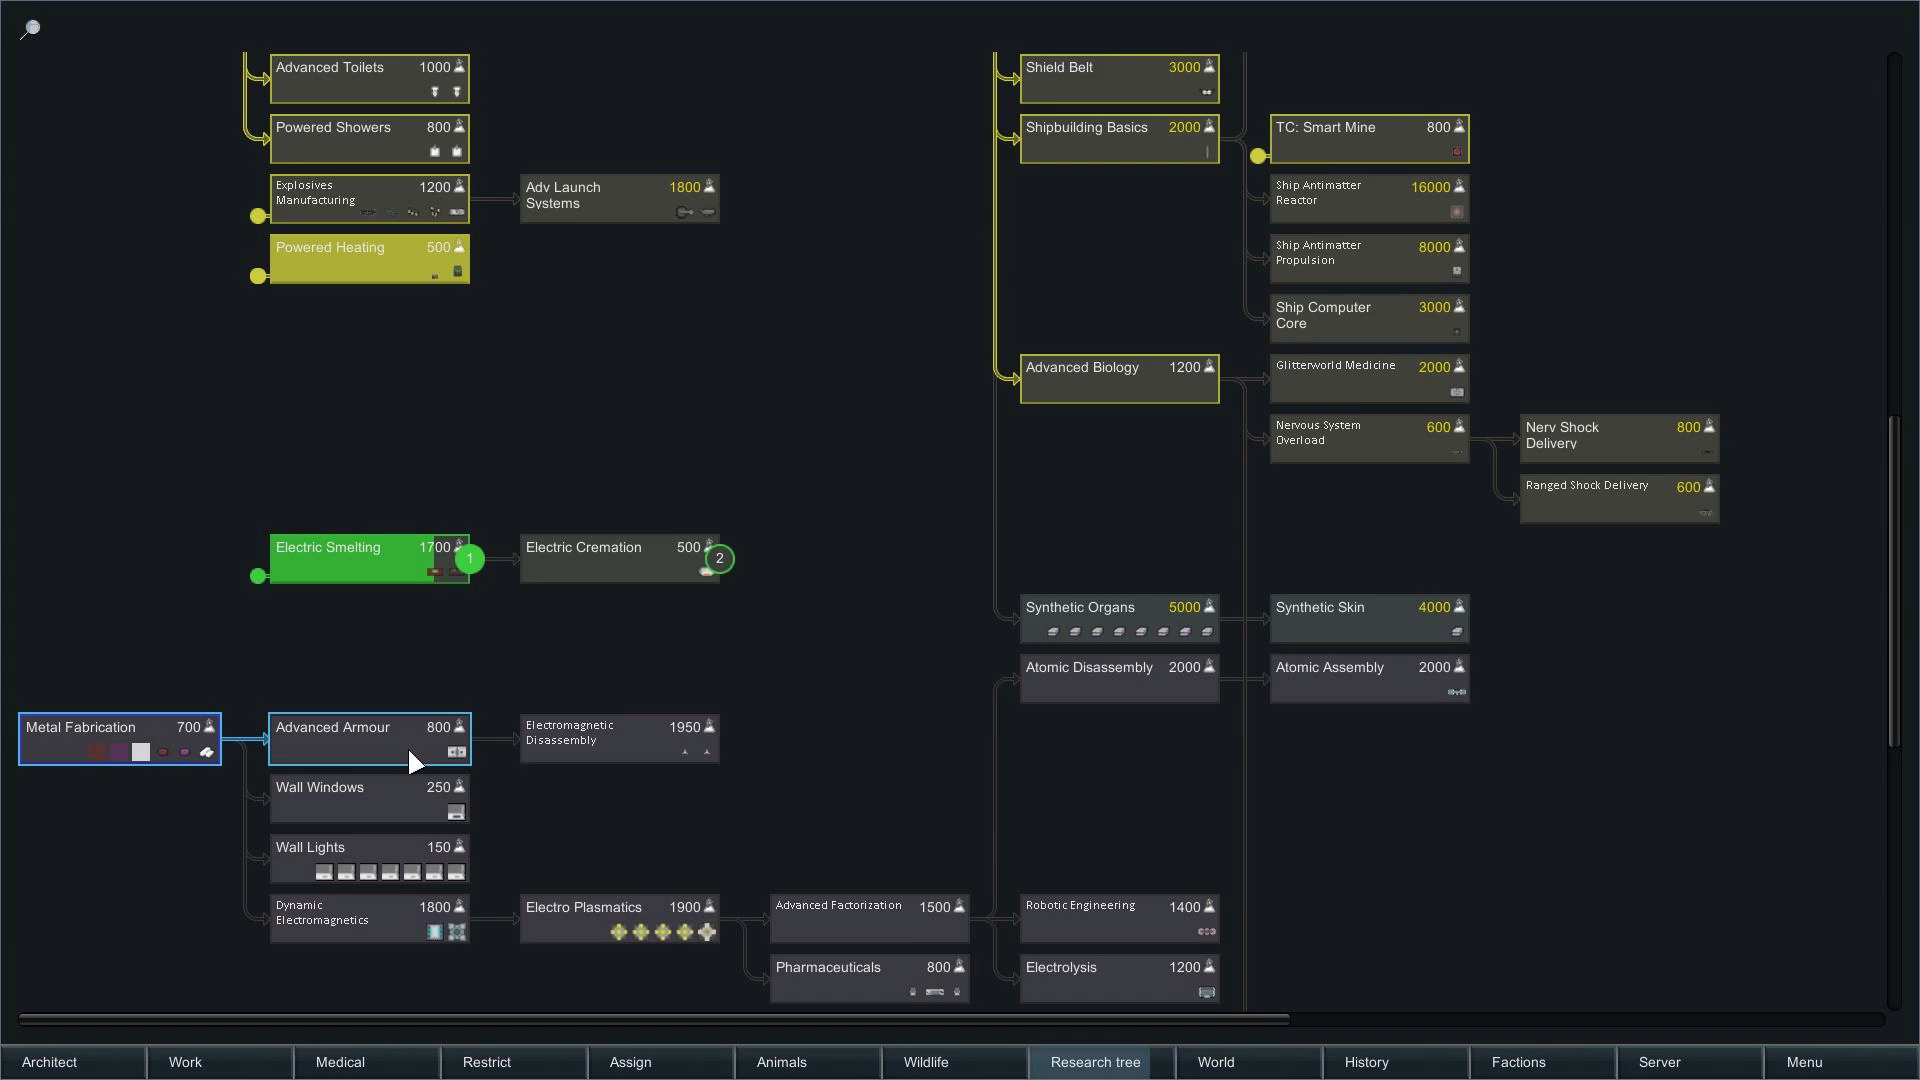 Advanced Toilets 1000
Powered Showers 800
Explosives
Manufacturing 1200
Adv Launch
Systems 1800
Powered Heating 500
Shield Belt 3000
Shipbuilding Basics 2000
TC: Smart Mine 800
Ship Antimatter
Reactor 16000
Ship Antimatter
Propulsion 8000
Ship Computer
Core 3000
Advanced Biology 1200
Glitterworld Medicine 2000
Nervous System
Overload 600
Nerv Shock
Delivery 800
Ranged Shock Delivery 600
Electric Smelting 1700 1
Electric Cremation 500 2
Synthetic Organs 5000
Synthetic Skin 4000
Atomic Disassembly 2000
Atomic Assembly 2000
Metal Fabrication 700
Advanced Armour 800
Electromagnetic
Disassembly 1950
Wall Windows 250
Wall Lights 150
Dynamic
Electromagnetics 1800
Electro Plasmatics 1900
Advanced Factorization 1500
Robotic Engineering 1400
Pharmaceuticals 800
Electrolysis 1200
Architect Work Medical Restrict Assign Animals Wildlife Research tree World History Factions Server Menu